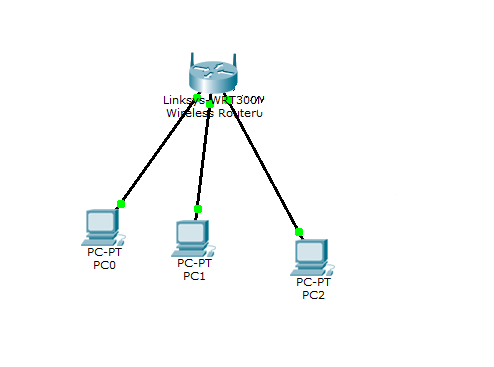 Linksys-WRT300N
Wireless Router0
PC-PT
PC0
PC-PT
PC1
PC-PT
PC2